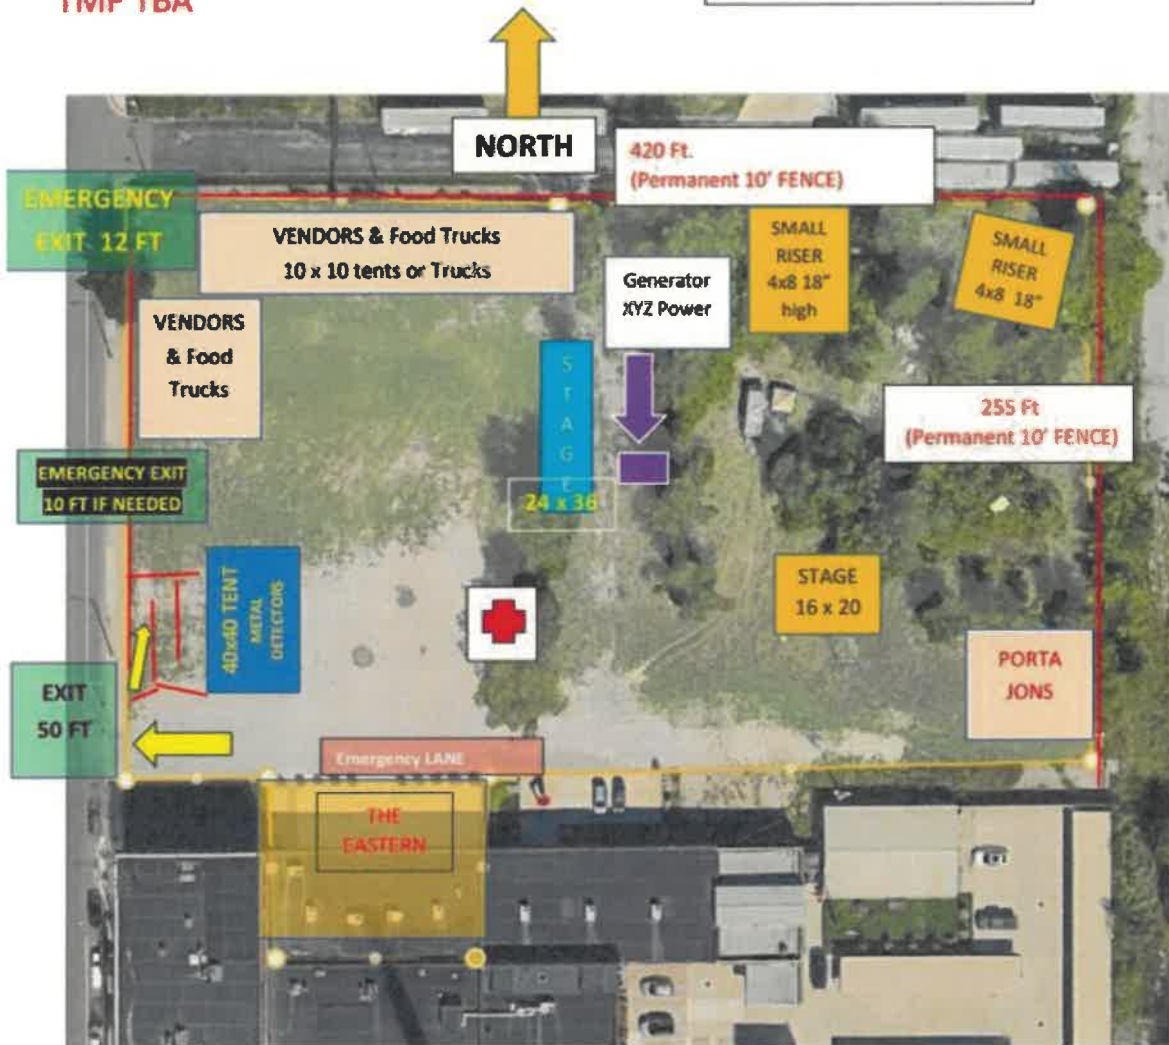 TMP TBA
NORTH
420 Ft.
(Permanent 10' FENCE)
EMERGENCY
EXIT 12 FT
VENDORS & Food Trucks
10 x 10 tents or Trucks
SMALL
RISER
4x8 18"
high
SMALL
RISER
4x8 18"
Generator
XYZ Power
VENDORS
& Food
Trucks
STAGE
24 x 36
255 Ft
(Permanent 10' FENCE)
EMERGENCY EXIT
10 FT IF NEEDED
40x40 TENT
METAL
DETECTORS
STAGE
16 x 20
PORTA
JONS
EXIT
50 FT
Emergency LANE
THE
EASTERN